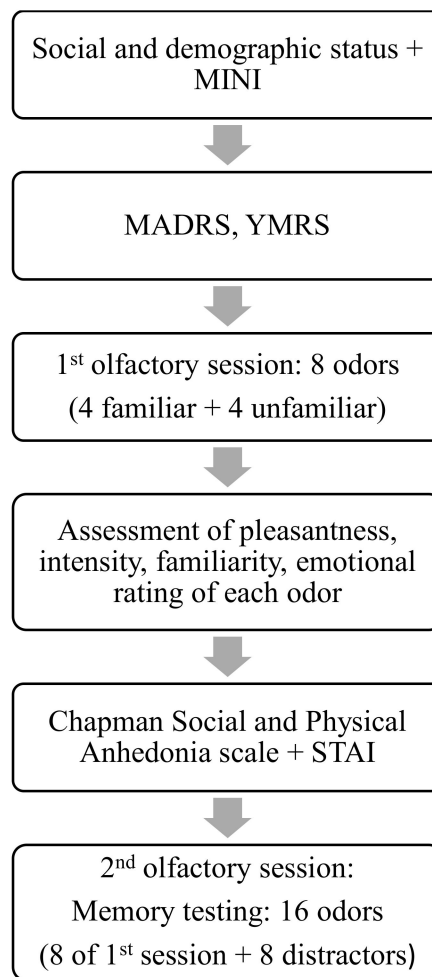 Social and demographic status +
MINI
MADRS, YMRS
1st olfactory session: 8 odors
(4 familiar + 4 unfamiliar)
Assessment of pleasantness,
intensity, familiarity, emotional
rating of each odor
Chapman Social and Physical
Anhedonia scale + STAI
2nd olfactory session:
Memory testing: 16 odors
(8 of 1st session + 8 distractors)